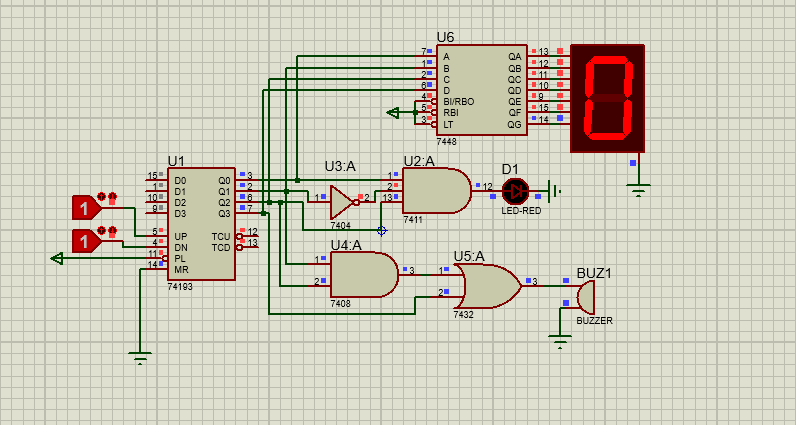 U6
7 A QA 13
1 B QB 12
2 C QC 11
6 D QD 10
4 BI/RBO QE 9
5 RBI QF 15
3 LT QG 14
7448
0
U1
15 D0 Q0 3
1 D1 Q1 2
10 D2 Q2 6
9 D3 Q3 7
5 UP TCU 12
4 DN TCD 13
11 PL
14 MR
74193
1
1
U3:A
1 2
7404
U2:A
1
2 12
13
7411
D1
LED-RED
U4:A
1
2 3
7408
U5:A
1
2 3
7432
BUZ1
BUZZER